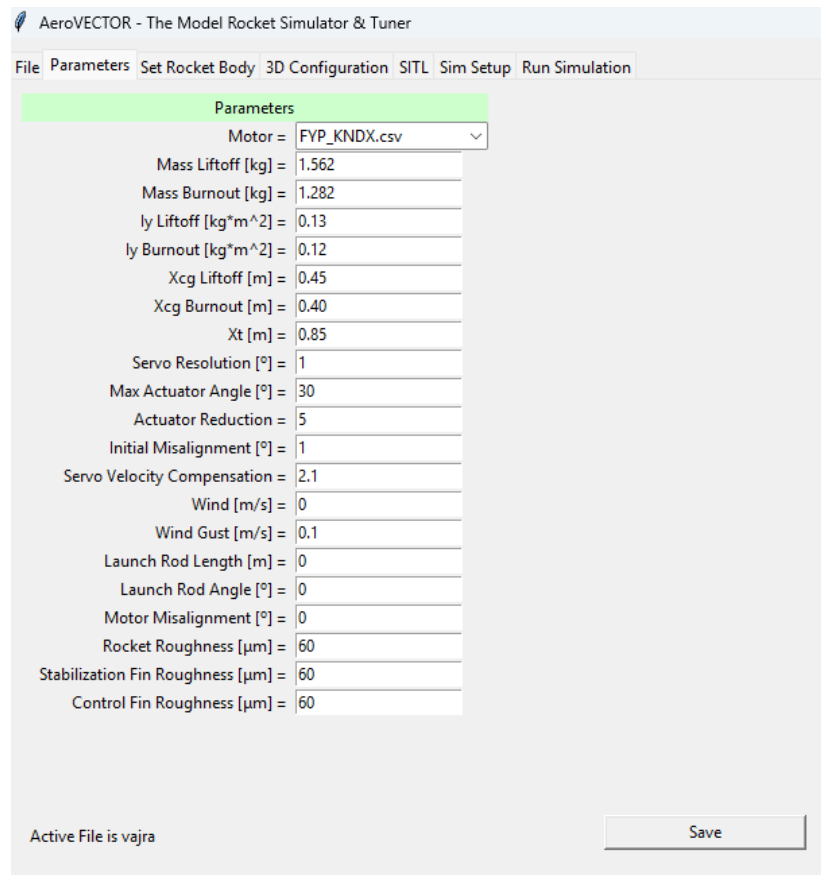 AeroVECTOR - The Model Rocket Simulator & Tuner
File Parameters Set Rocket Body 3D Configuration SITL Sim Setup Run Simulation
Parameters
Motor = FYP_KNDX.csv
Mass Liftoff [kg] = 1.562
Mass Burnout [kg] = 1.282
Iy Liftoff [kg*m^2] = 0.13
Iy Burnout [kg*m^2] = 0.12
Xcg Liftoff [m] = 0.45
Xcg Burnout [m] = 0.40
Xt [m] = 0.85
Servo Resolution [º] = 1
Max Actuator Angle [º] = 30
Actuator Reduction = 5
Initial Misalignment [º] = 1
Servo Velocity Compensation = 2.1
Wind [m/s] = 0
Wind Gust [m/s] = 0.1
Launch Rod Length [m] = 0
Launch Rod Angle [º] = 0
Motor Misalignment [º] = 0
Rocket Roughness [μm] = 60
Stabilization Fin Roughness [μm] = 60
Control Fin Roughness [μm] = 60
Active File is vajra Save